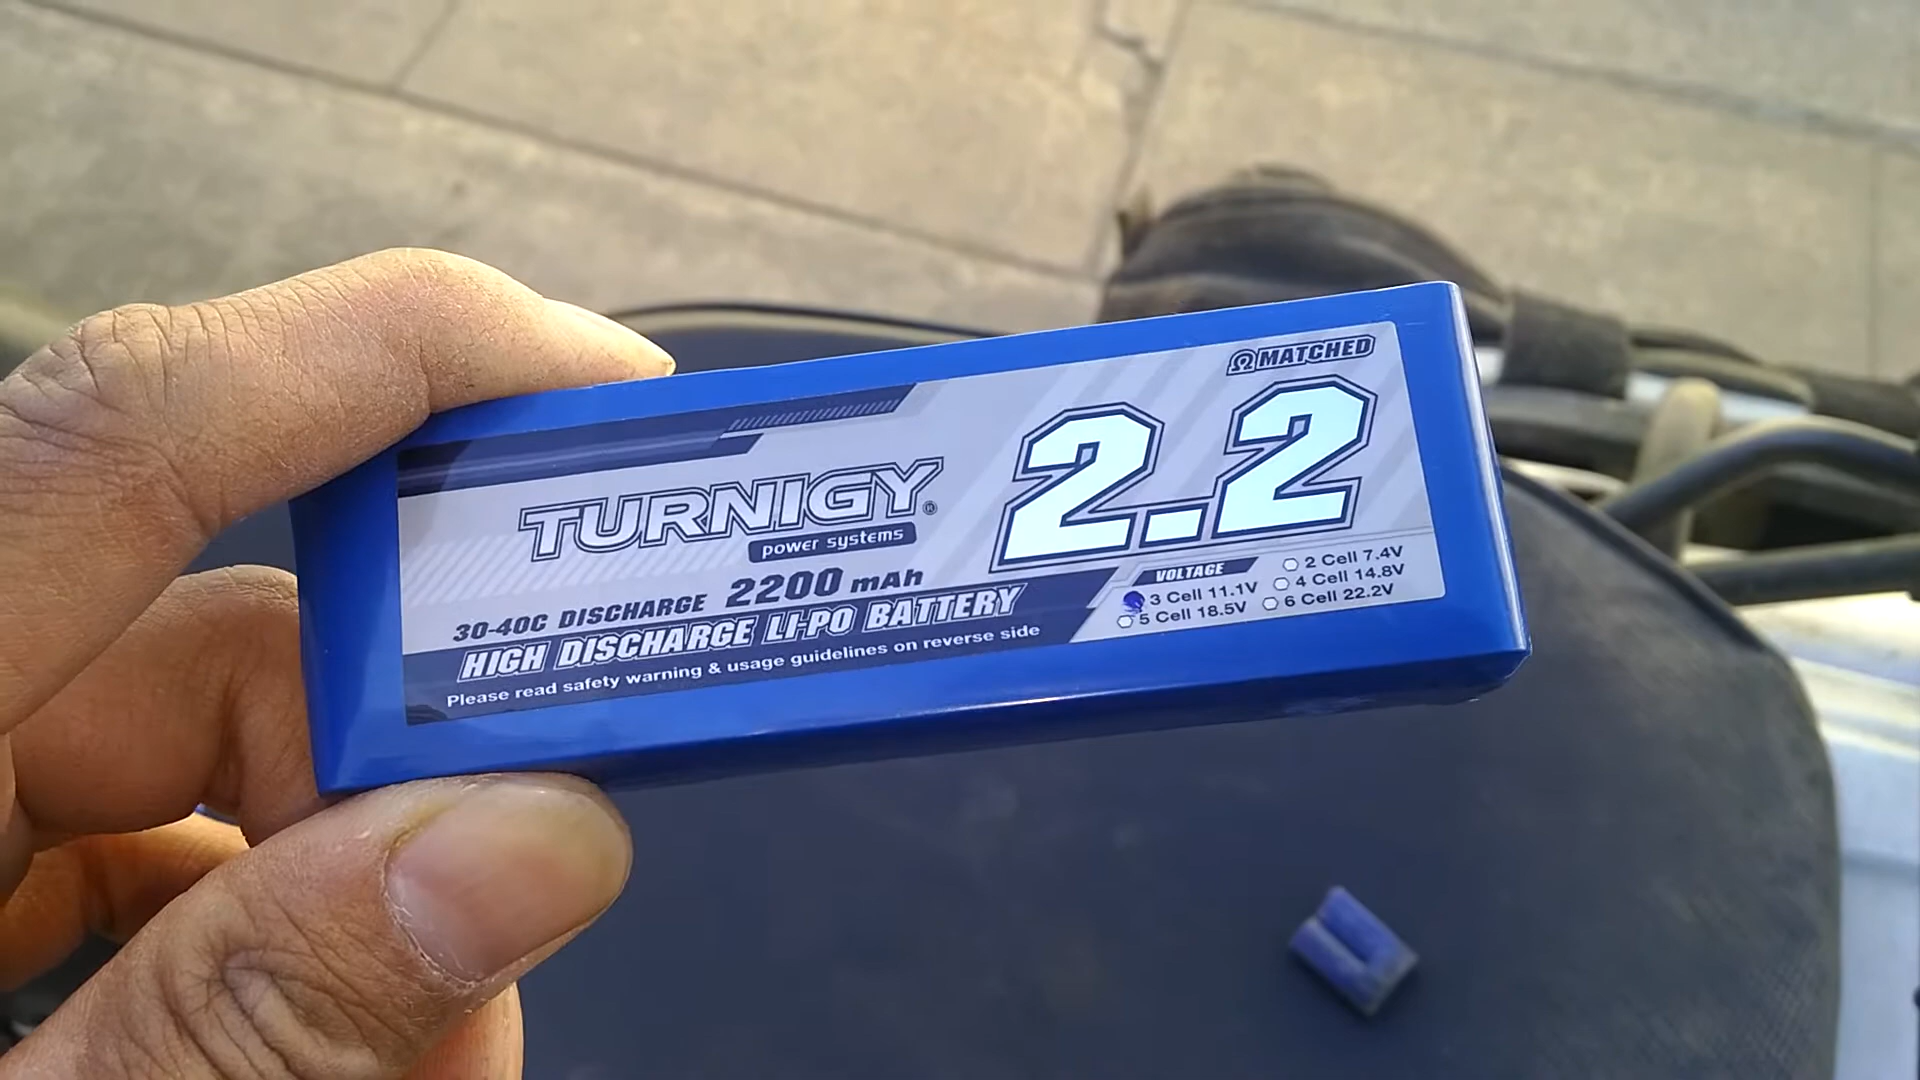 ΩMATCHED
2.2
TURNIGY®
power systems
30-40C DISCHARGE 2200 mAh
HIGH DISCHARGE LI-PO BATTERY
Please read safety warning & usage guidelines on reverse side
VOLTAGE
2 Cell 7.4V
3 Cell 11.1V
4 Cell 14.8V
5 Cell 18.5V
6 Cell 22.2V